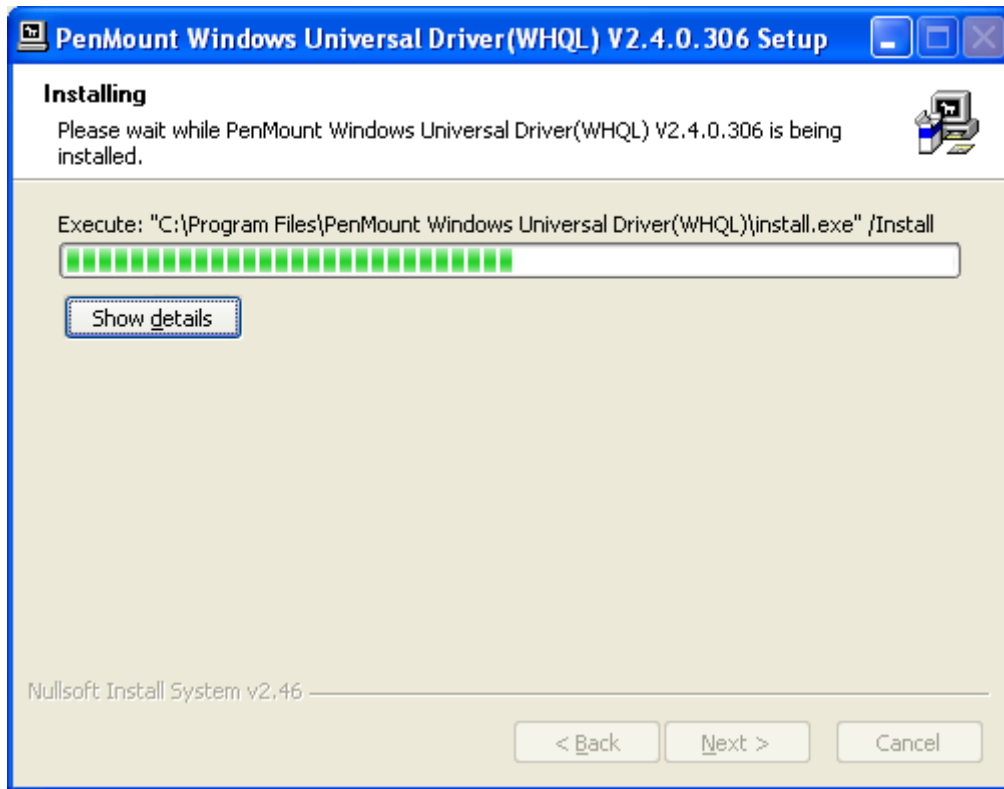 PenMount Windows Universal Driver(WHQL) V2.4.0.306 Setup
Installing
Please wait while PenMount Windows Universal Driver(WHQL) V2.4.0.306 is being
installed.
Execute: "C:\Program Files\PenMount Windows Universal Driver(WHQL)\install.exe" /Install
Show details
Nullsoft Install System v2.46
< Back Next > Cancel